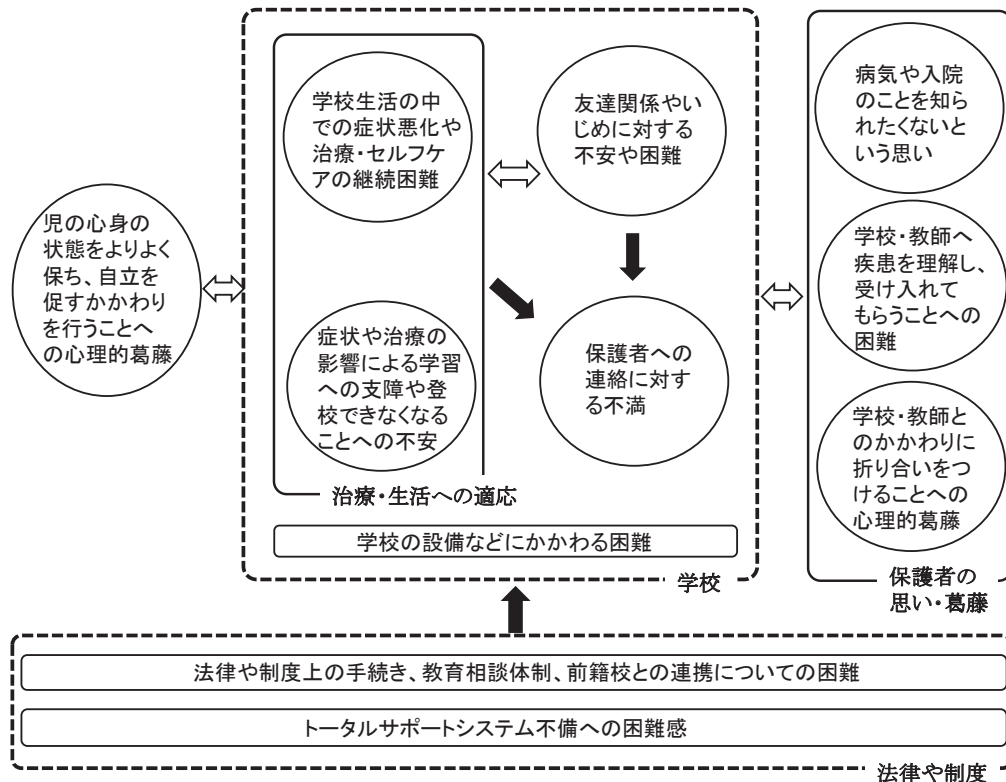 児の心身の
状態をよりよく
保ち、自立を
促すかかわり
を行うことへ
の心理的葛藤
学校生活の中
での症状悪化や
治療・セルフケ
アの継続困難
友達関係やい
じめに対する
不安や困難
症状や治療の
影響による学習
への支障や登
校できなくなる
ことへの不安
保護者への
連絡に対す
る不満
治療・生活への適応
学校の設備などにかかわる困難
学校
病気や入院
のことを知ら
れたくないと
いう思い
学校・教師へ
疾患を理解し、
受け入れて
もらうことへの
困難
学校・教師と
のかかわりに
折り合いをつ
けることへの
心理的葛藤
保護者の
思い・葛藤
法律や制度上の手続き、教育相談体制、前籍校との連携についての困難
トータルサポートシステム不備への困難感
法律や制度